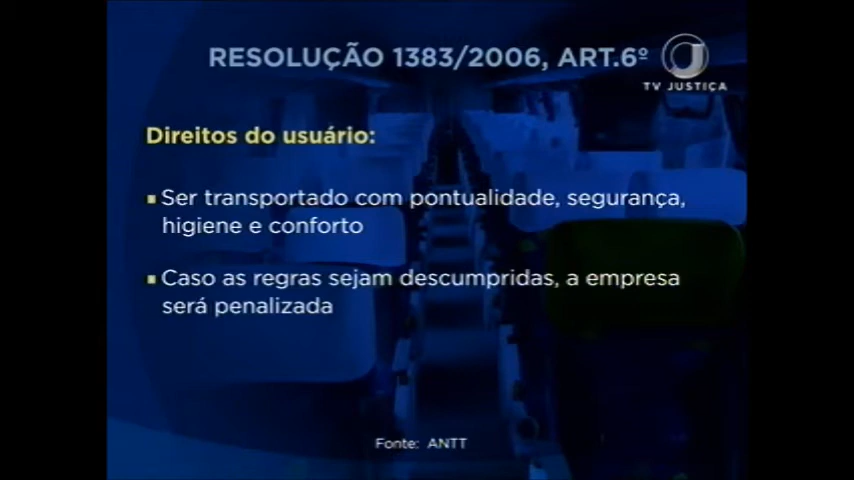 RESOLUÇÃO 1383/2006, ART.6º
TV JUSTIÇA
Direitos do usuário:
Ser transportado com pontualidade, segurança,
higiene e conforto
Caso as regras sejam descumpridas, a empresa
será penalizada
Fonte: ANTT